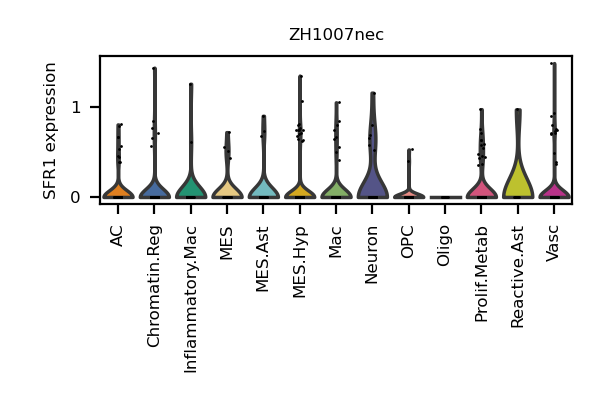 ZH1007nec
SFR1 expression
1
0
AC
Chromatin.Reg
Inflammatory.Mac
MES
MES.Ast
MES.Hyp
Mac
Neuron
OPC
Oligo
Prolif.Metab
Reactive.Ast
Vasc